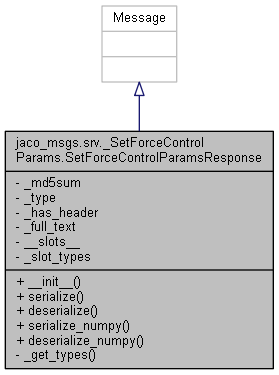 Message
jaco_msgs.srv._SetForceControl
Params.SetForceControlParamsResponse
- _md5sum
- _type
- _has_header
- _full_text
- __slots__
- _slot_types
+ __init__()
+ serialize()
+ deserialize()
+ serialize_numpy()
+ deserialize_numpy()
- _get_types()